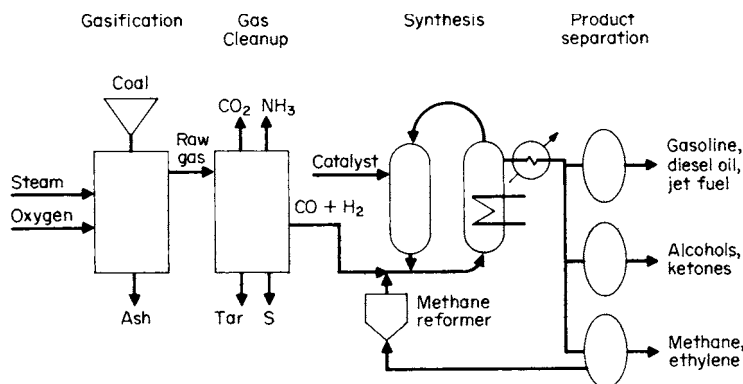 Gasification
Gas
Cleanup
Synthesis
Product
separation
Coal
CO₂ NH₃
Raw
gas
Steam
Oxygen
Catalyst
CO + H₂
Gasoline,
diesel oil,
jet fuel
Alcohols,
ketones
Ash
Tar S
Methane
reformer
Methane,
ethylene